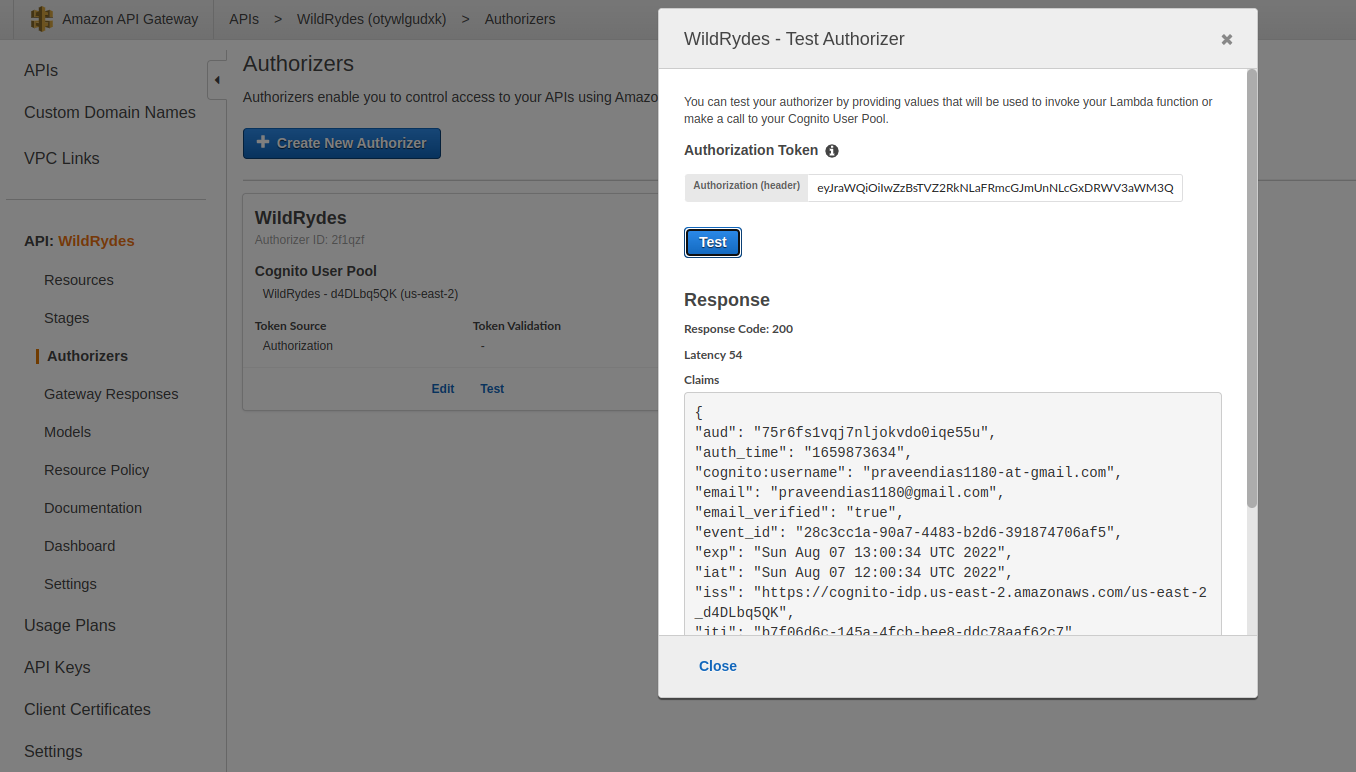 Amazon API Gateway
APIs > WildRydes (otywlgudxk) > Authorizers
APIs
Custom Domain Names
VPC Links
API: WildRydes
Resources
Stages
Authorizers
Gateway Responses
Models
Resource Policy
Documentation
Dashboard
Settings
Usage Plans
API Keys
Client Certificates
Settings
Authorizers
Authorizers enable you to control access to your APIs using Amazo
Create New Authorizer
WildRydes
Authorizer ID: 2f1qzf
Cognito User Pool
WildRydes - d4DLbq5QK (us-east-2)
Token Source Token Validation
Authorization -
Edit Test
WildRydes - Test Authorizer
You can test your authorizer by providing values that will be used to invoke your Lambda function or
make a call to your Cognito User Pool.
Authorization Token
Authorization (header) eyJraWQiOiIwZzBsTVZ2RkNLaFRmcGJmUnNLcGxDRWV3aWM3Q
Test
Response
Response Code: 200
Latency 54
Claims
{
"aud": "75r6fs1vqj7nljokvdo0iqe55u",
"auth_time": "1659873634",
"cognito:username": "praveendias1180-at-gmail.com",
"email": "praveendias1180@gmail.com",
"email_verified": "true",
"event_id": "28c3cc1a-90a7-4483-b2d6-391874706af5",
"exp": "Sun Aug 07 13:00:34 UTC 2022",
"iat": "Sun Aug 07 12:00:34 UTC 2022",
"iss": "https://cognito-idp.us-east-2.amazonaws.com/us-east-2
_d4DLbq5QK",
"jti": "b7f06d6c-145a-4fcb-bee8-ddc78aaf62c7"
Close